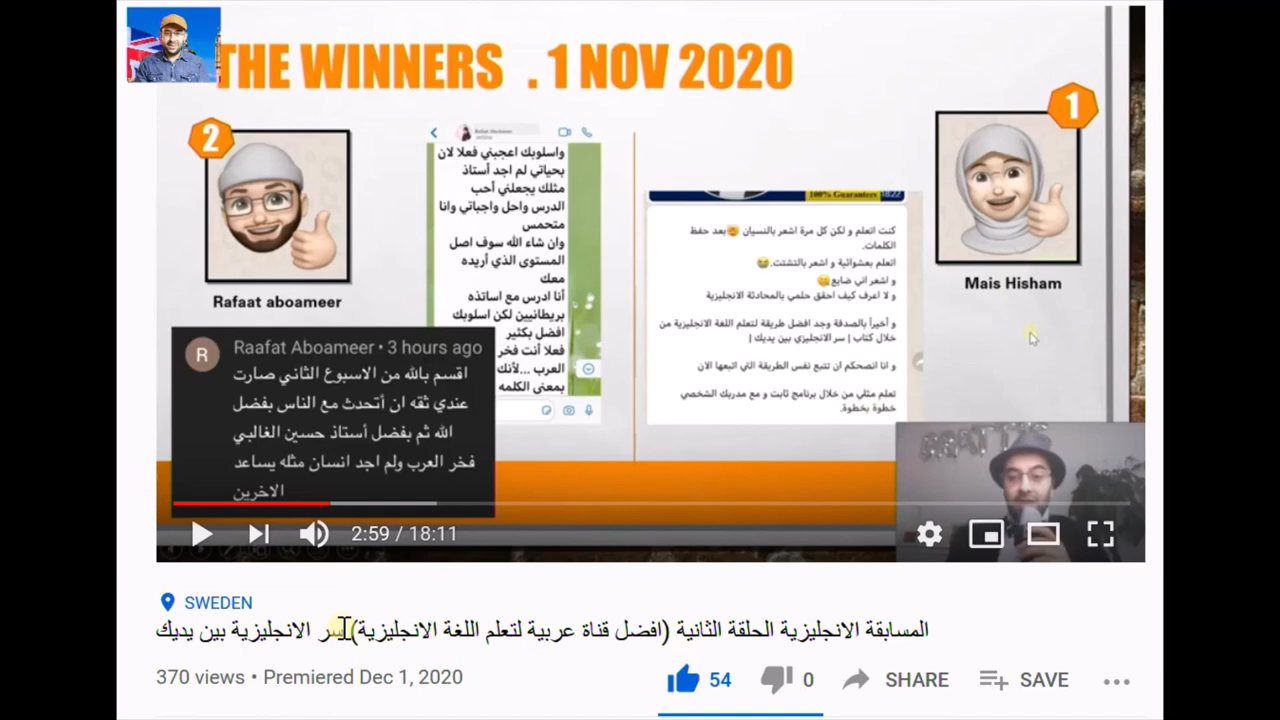 THE WINNERS . 1 NOV 2020
2
1
Rafaat aboameer
Mais Hisham
واسلوبك اعجبني فعلا لان
بحياتي لم اجد أستاذ
مثلك يجعلني أحب
الدرس واحل واجباتي وانا
متحمس
وان شاء الله سوف اصل
المستوى الذي أريده
معك
أنا ادرس مع اساتذه
بريطانيين لكن اسلوبك
افضل بكثير
فعلا أنت فخر
العرب ...لأنك
بمعنى الكلمه
100% Guarantees
كنت اتعلم و لكن كل مرة اشعر بالنسيان 🤯بعد حفظ
الكلمات.
اتعلم بعشوائية و اشعر بالتشتت.😭
و اشعر اني ضايع😋
و لا اعرف كيف احقق حلمي بالمحادثة الانجليزية
و أخيراً بالصدفة وجد افضل طريقة لتعلم اللغة الانجليزية من
خلال كتاب | سر الانجليزي بين يديك |
و انا انصحكم ان تتبع نفس الطريقة التي اتبعها الان
تعلم مثلي من خلال برنامج ثابت و مع مدربك الشخصي
خطوة بخطوة.
R
Raafat Aboameer • 3 hours ago
اقسم بالله من الاسبوع الثاني صارت
عندي ثقه ان أتحدث مع الناس بفضل
الله ثم بفضل أستاذ حسين الغالبي
فخر العرب ولم اجد انسان مثله يساعد
الاخرين
2:59 / 18:11
SWEDEN
المسابقة الانجليزية الحلقة الثانية (افضل قناة عربية لتعلم اللغة الانجليزية) سر الانجليزية بين يديك
370 views • Premiered Dec 1, 2020
54
0
SHARE
SAVE